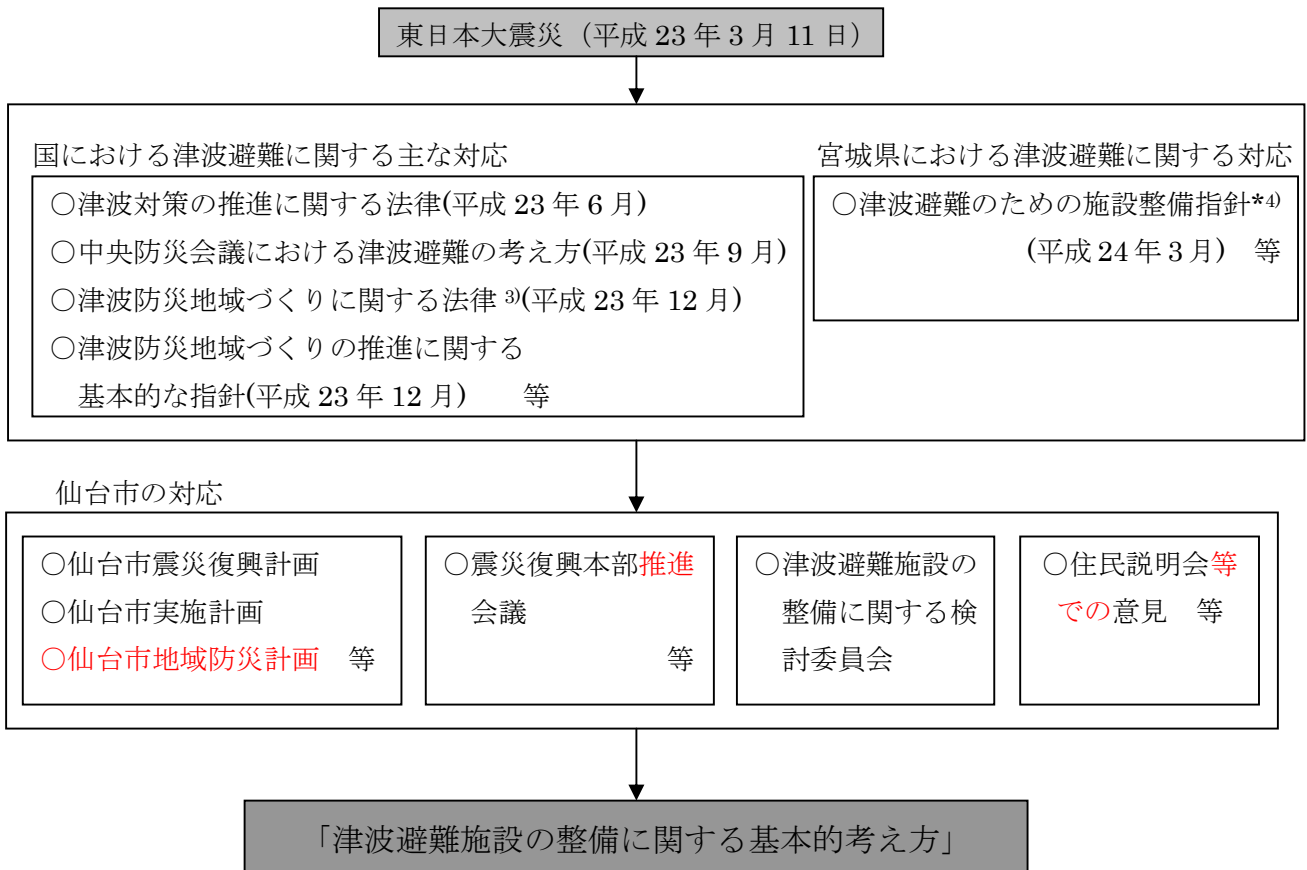 東日本大震災（平成 23 年 3 月 11 日）
国における津波避難に関する主な対応
○津波対策の推進に関する法律(平成 23 年 6 月)
○中央防災会議における津波避難の考え方(平成 23 年 9 月)
○津波防災地域づくりに関する法律 3)(平成 23 年 12 月)
○津波防災地域づくりの推進に関する
基本的な指針(平成 23 年 12 月)　　等
宮城県における津波避難に関する対応
○津波避難のための施設整備指針*4)
(平成 24 年 3 月)　等
仙台市の対応
○仙台市震災復興計画
○仙台市実施計画
○仙台市地域防災計画　等
○震災復興本部推進
会議
等
○津波避難施設の
整備に関する検
討委員会
○住民説明会等
での意見　等
「津波避難施設の整備に関する基本的考え方」